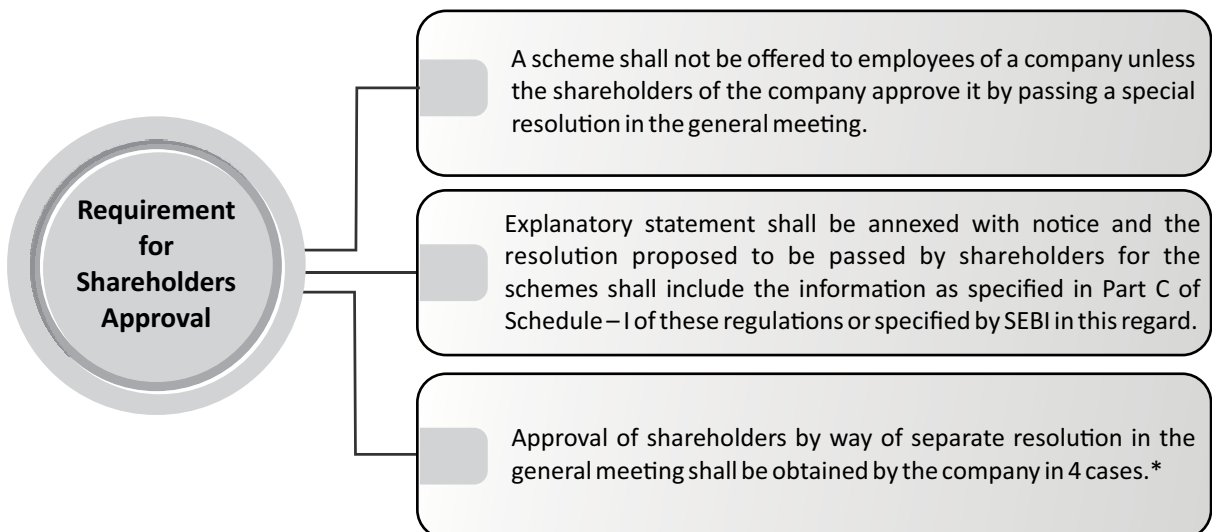 Requirement
for
Shareholders
Approval
A scheme shall not be offered to employees of a company unless
the shareholders of the company approve it by passing a special
resolution in the general meeting.
Explanatory statement shall be annexed with notice and the
resolution proposed to be passed by shareholders for the
schemes shall include the information as specified in Part C of
Schedule – I of these regulations or specified by SEBI in this regard.
Approval of shareholders by way of separate resolution in the
general meeting shall be obtained by the company in 4 cases.*